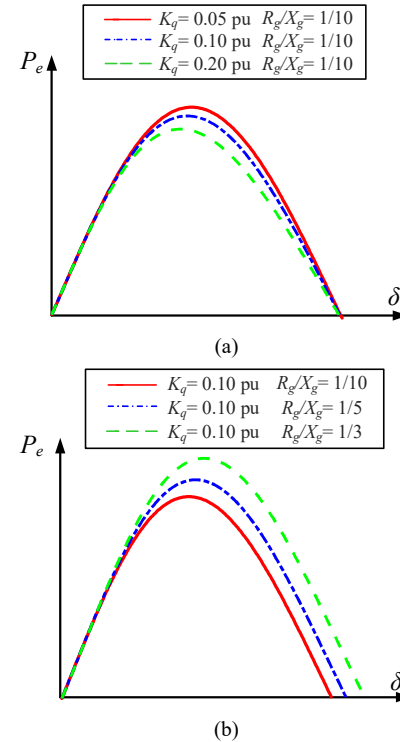 K_q= 0.05 pu R_g/X_g= 1/10
K_q= 0.10 pu R_g/X_g= 1/10
K_q= 0.20 pu R_g/X_g= 1/10
P_e
δ
(a)
K_q= 0.10 pu R_g/X_g= 1/10
K_q= 0.10 pu R_g/X_g= 1/5
K_q= 0.10 pu R_g/X_g= 1/3
P_e
δ
(b)